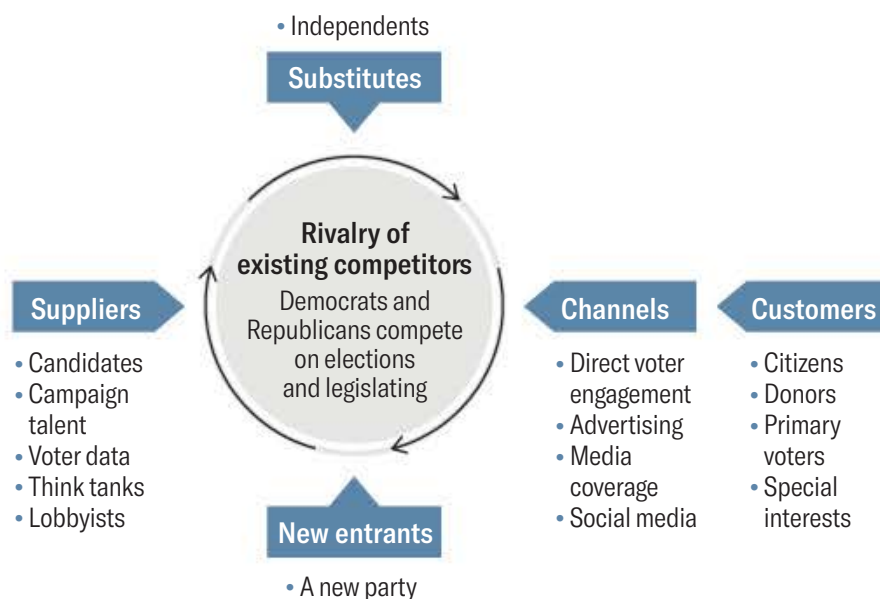 • Independents
Substitutes
Rivalry of
existing competitors
Democrats and
Republicans compete
on elections
and legislating
Suppliers
• Candidates
• Campaign
talent
• Voter data
• Think tanks
• Lobbyists
Channels
• Direct voter
engagement
• Advertising
• Media
coverage
• Social media
Customers
• Citizens
• Donors
• Primary
voters
• Special
interests
New entrants
• A new party